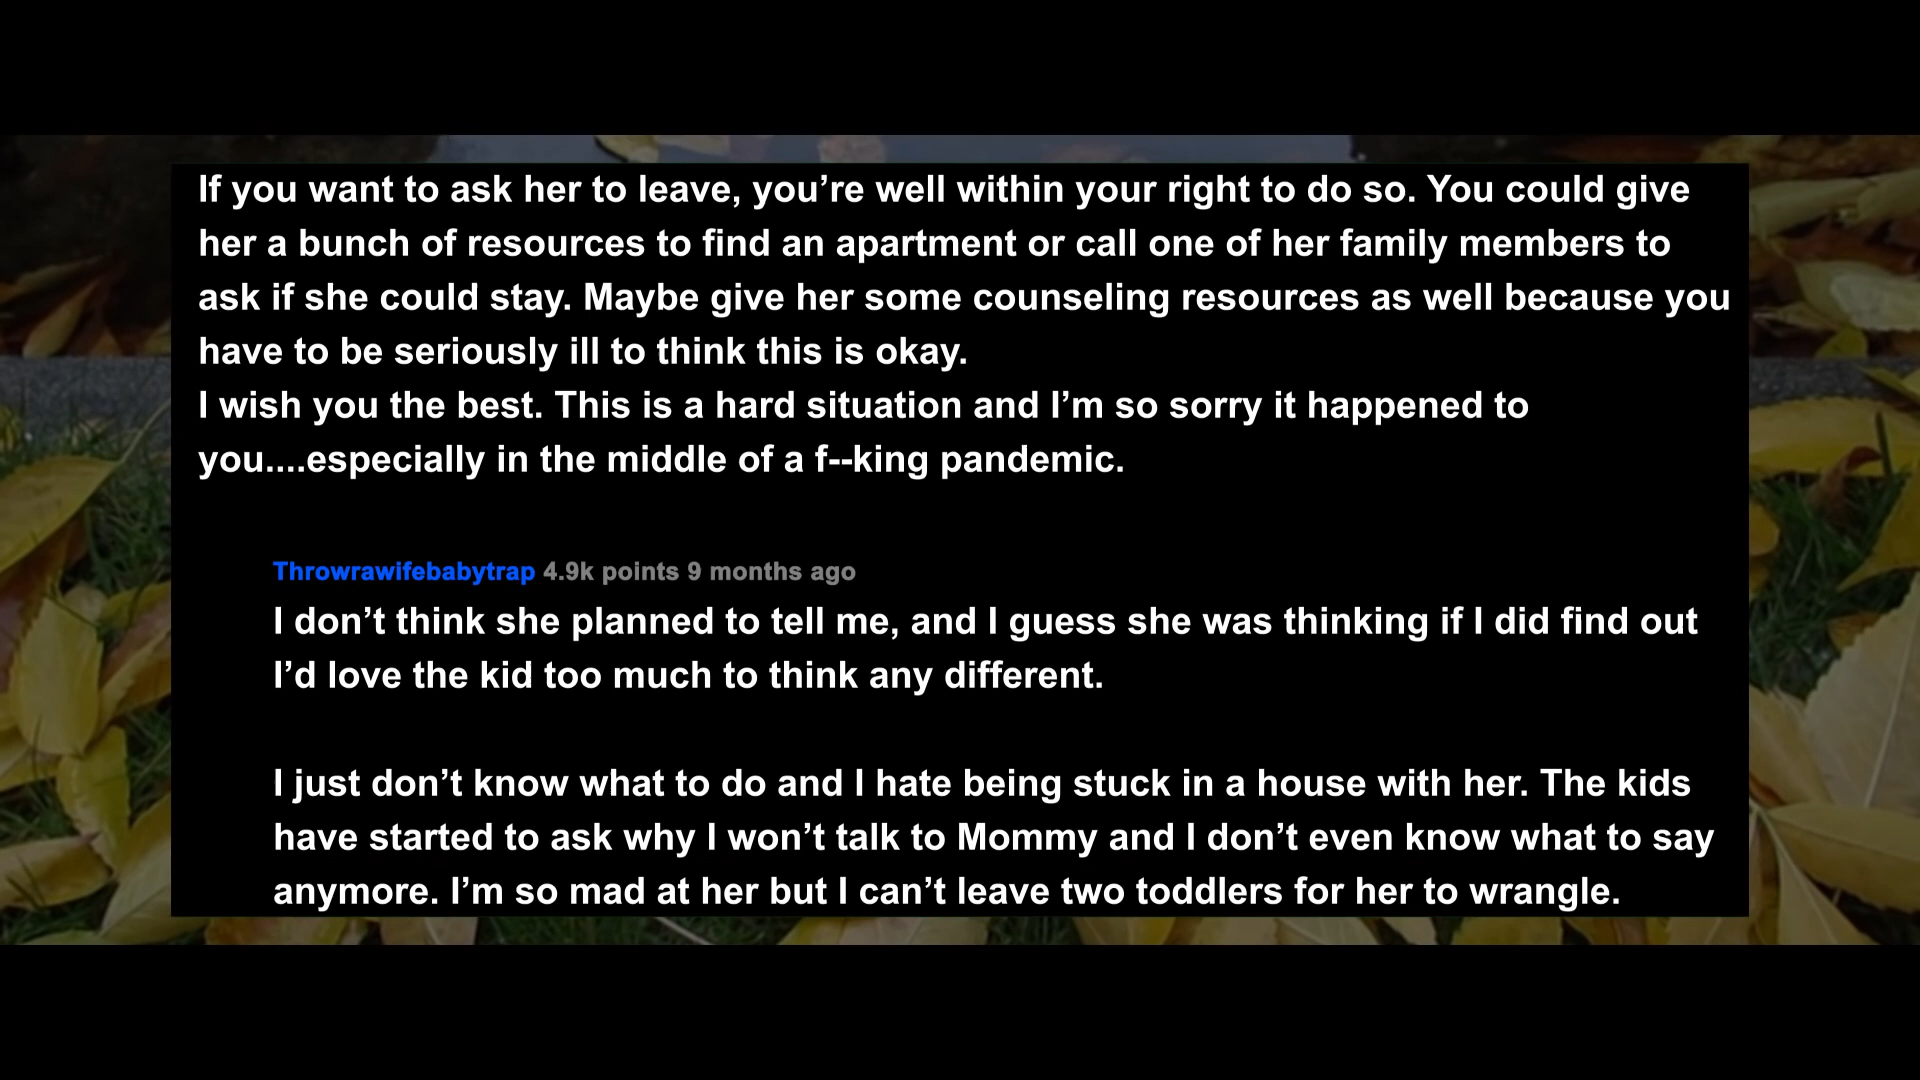 If you want to ask her to leave, you’re well within your right to do so. You could give
her a bunch of resources to find an apartment or call one of her family members to
ask if she could stay. Maybe give her some counseling resources as well because you
have to be seriously ill to think this is okay.
I wish you the best. This is a hard situation and I’m so sorry it happened to
you....especially in the middle of a f--king pandemic.
Throwrawifebabytrap 4.9k points 9 months ago
I don’t think she planned to tell me, and I guess she was thinking if I did find out
I’d love the kid too much to think any different.
I just don’t know what to do and I hate being stuck in a house with her. The kids
have started to ask why I won’t talk to Mommy and I don’t even know what to say
anymore. I’m so mad at her but I can’t leave two toddlers for her to wrangle.